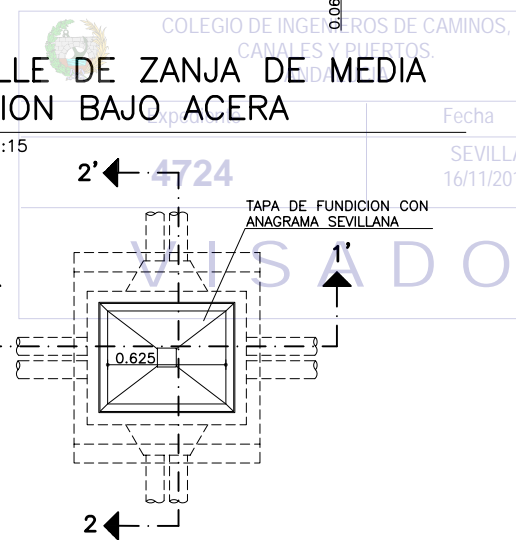 0.06
COLEGIO DE INGENIEROS DE CAMINOS,
CANALES Y PUERTOS.
LLE DE ZANJA DE MEDIA
ION BAJO ACERA
Expediente
Fecha
:15
4724
SEVILLA
16/11/201
2'
TAPA DE FUNDICION CON
ANAGRAMA SEVILLANA
VISADO
1'
0.625
2